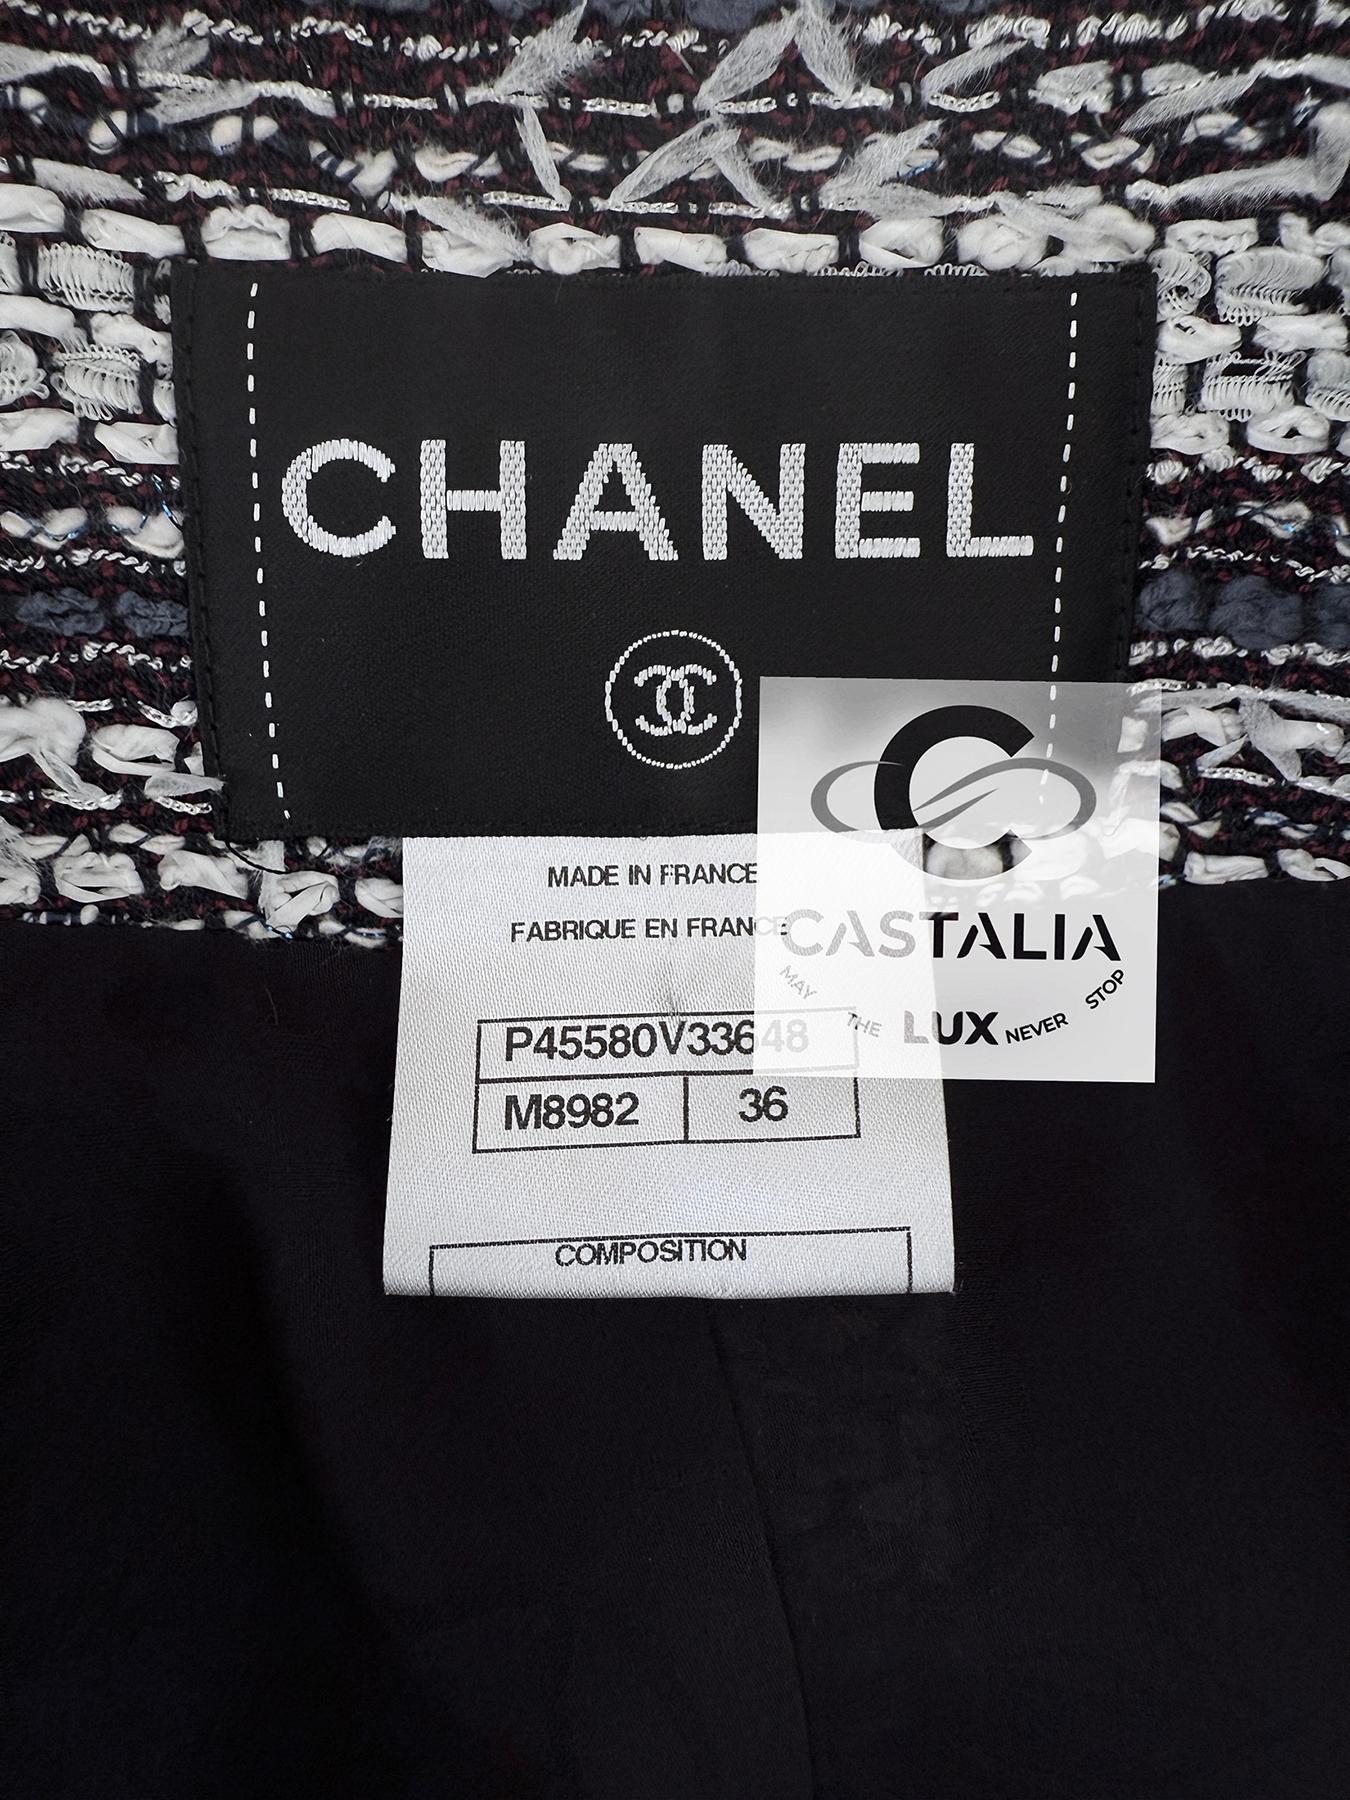 CHANEL
MADE IN FRANCE
FABRIQUE EN FRANCE
CASTALIA
MAY THE LUX NEVER STOP
P45580V33648
M8982 36
COMPOSITION